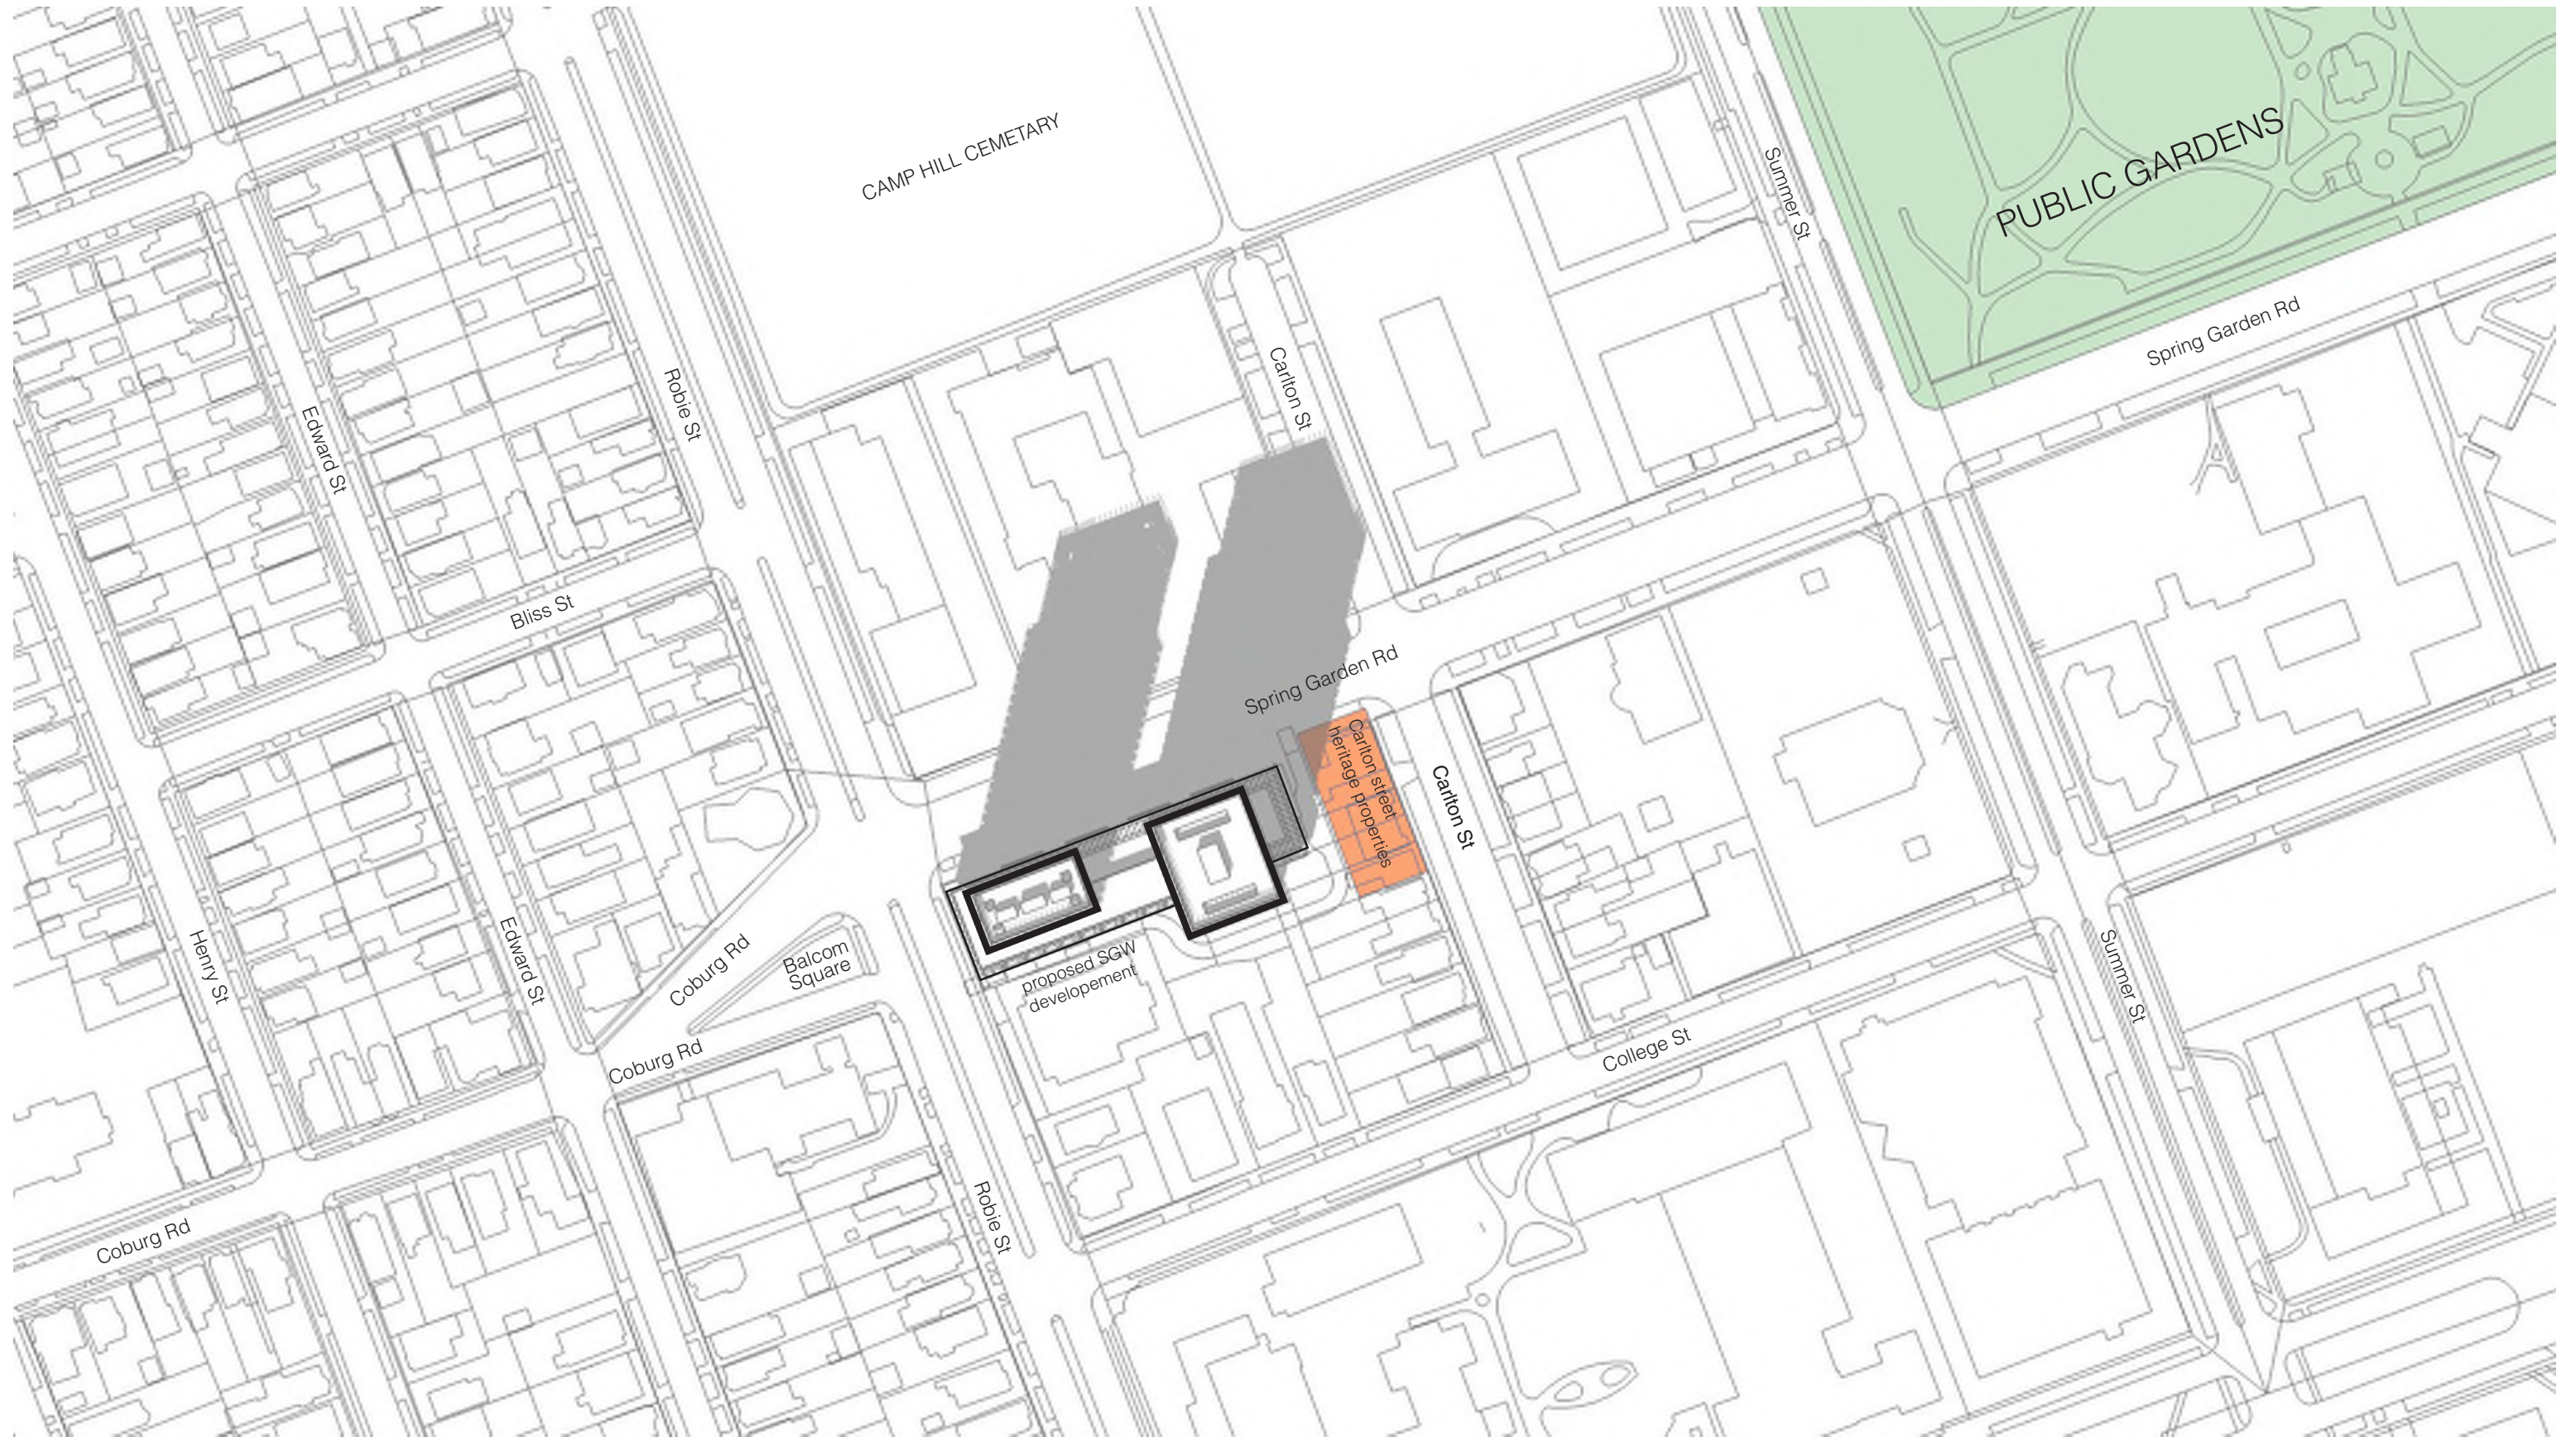 CAMP HILL CEMETARY
PUBLIC GARDENS
Summer St
Spring Garden Rd
Carlton St
Robie St
Edward St
Bliss St
Spring Garden Rd
Carlton street
heritage properties
Carlton St
Henry St
Edward St
Coburg Rd
Balcom
Square
proposed SGW
developement
Coburg Rd
College St
Summer St
Robie St
Coburg Rd